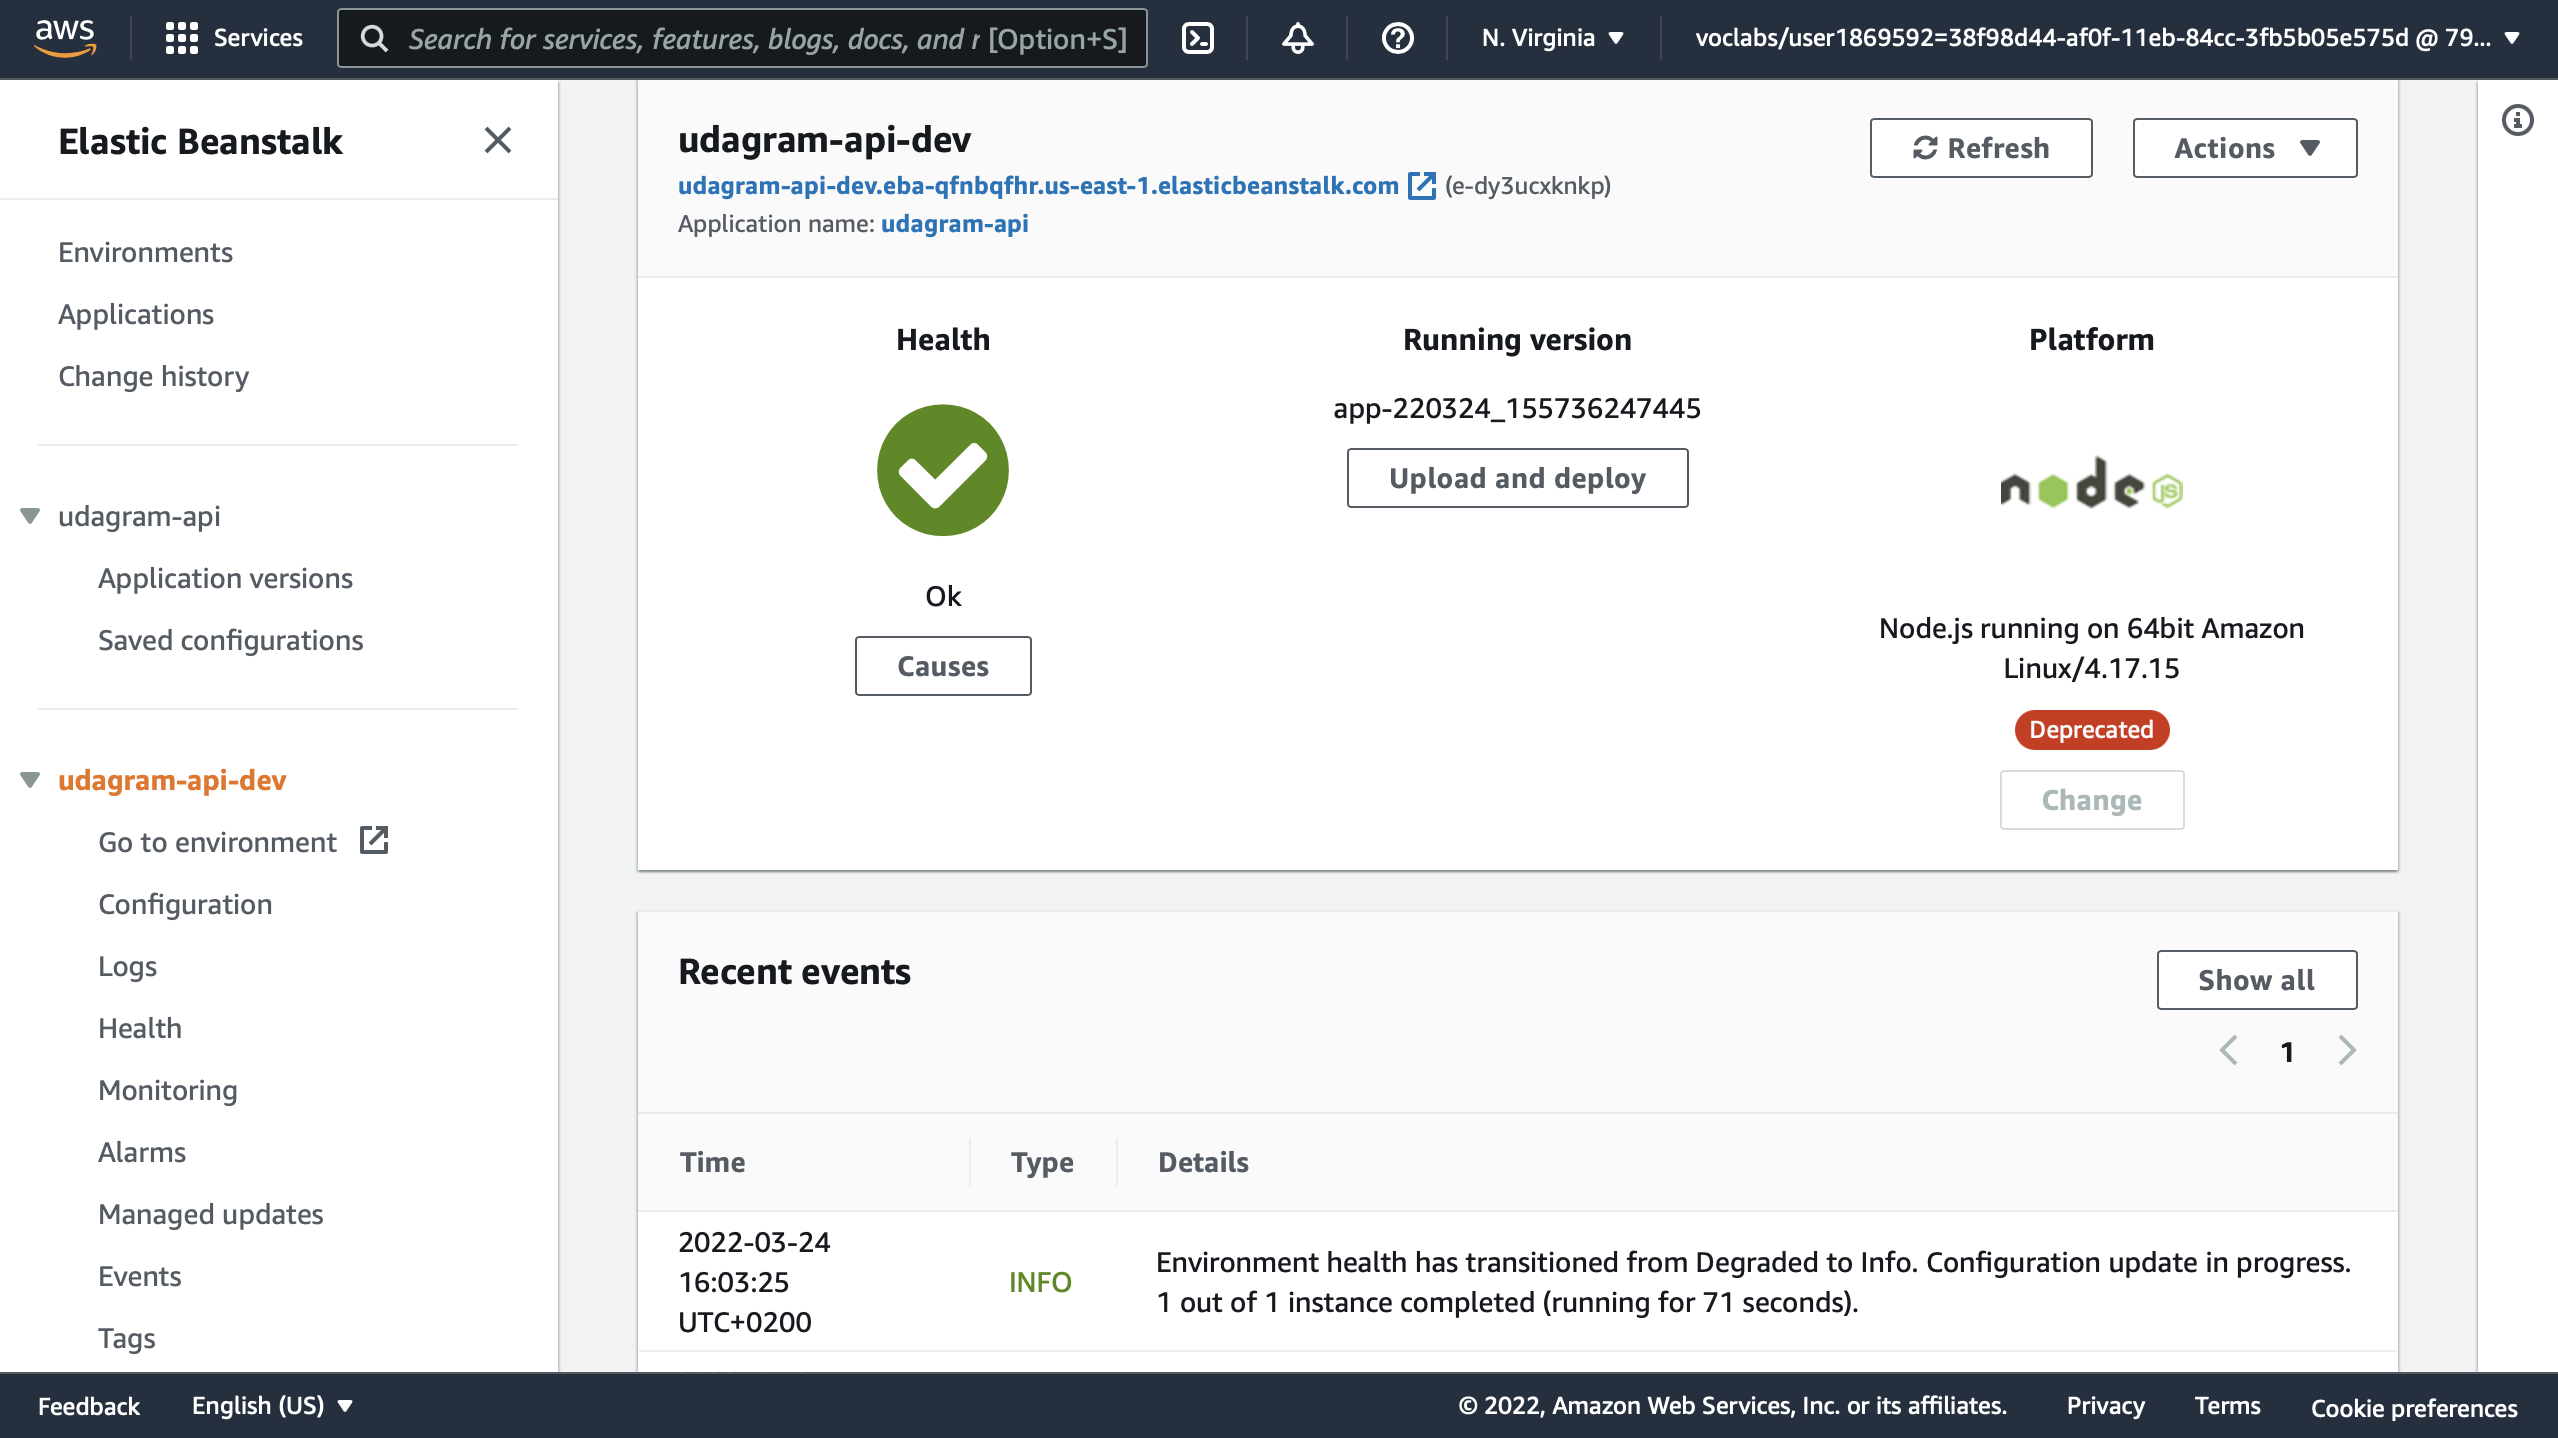 aws
Services
Search for services, features, blogs, docs, and r [Option+S]
N. Virginia
voclabs/user1869592=38f98d44-af0f-11eb-84cc-3fb5b05e575d @ 79...
Elastic Beanstalk
Environments
Applications
Change history
udagram-api
Application versions
Saved configurations
udagram-api-dev
Go to environment
Configuration
Logs
Health
Monitoring
Alarms
Managed updates
Events
Tags
udagram-api-dev
udagram-api-dev.eba-qfnbqfhr.us-east-1.elasticbeanstalk.com (e-dy3ucxknkp)
Application name: udagram-api
Refresh
Actions
Health
Ok
Causes
Running version
app-220324_155736247445
Upload and deploy
Platform
node JS
Node.js running on 64bit Amazon
Linux/4.17.15
Deprecated
Change
Recent events
Show all
1
Time
Type
Details
2022-03-24
16:03:25
UTC+0200
INFO
Environment health has transitioned from Degraded to Info. Configuration update in progress.
1 out of 1 instance completed (running for 71 seconds).
Feedback
English (US)
© 2022, Amazon Web Services, Inc. or its affiliates.
Privacy
Terms
Cookie preferences